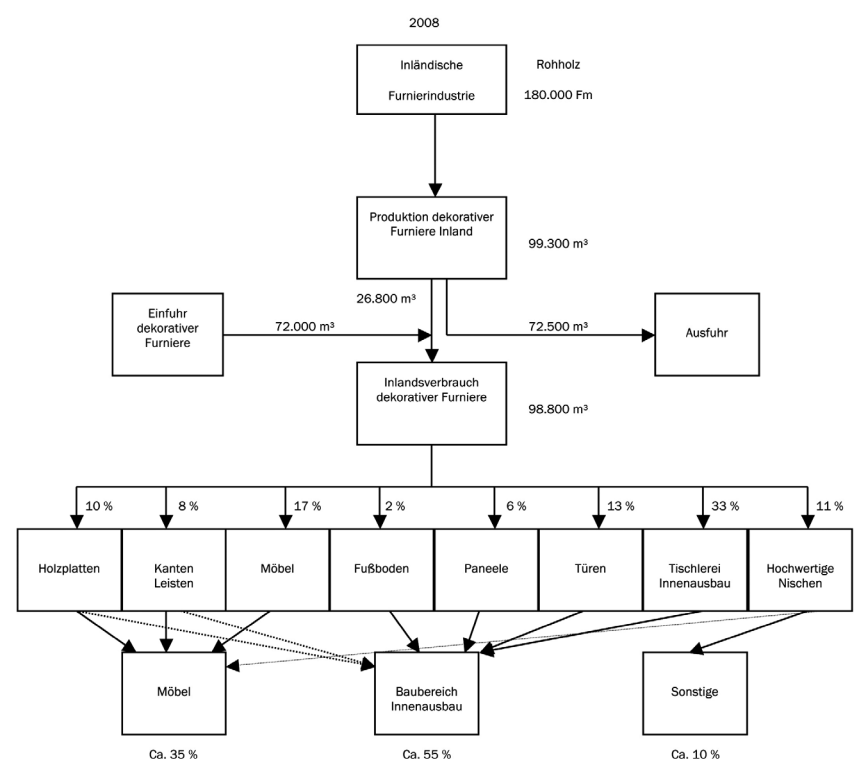 2008
Inländische
Furnierindustrie
Rohholz
180.000 Fm
Produktion dekorativer
Furniere Inland
99.300 m³
26.800 m³
Einfuhr
dekorativer
Furniere
72.000 m³
72.500 m³
Ausfuhr
Inlandsverbrauch
dekorativer Furniere
98.800 m³
10 %
8 %
17 %
2 %
6 %
13 %
33 %
11 %
Holzplatten
Kanten
Leisten
Möbel
Fußboden
Paneele
Türen
Tischlerei
Innenausbau
Hochwertige
Nischen
Möbel
Baubereich
Innenausbau
Sonstige
Ca. 35 %
Ca. 55 %
Ca. 10 %